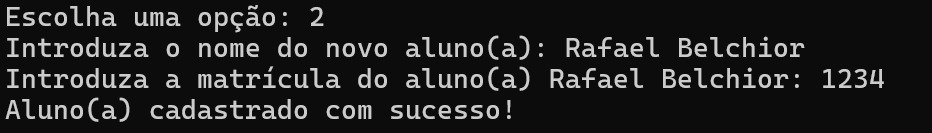 Escolha uma opção: 2
Introduza o nome do novo aluno(a): Rafael Belchior
Introduza a matrícula do aluno(a) Rafael Belchior: 1234
Aluno(a) cadastrado com sucesso!